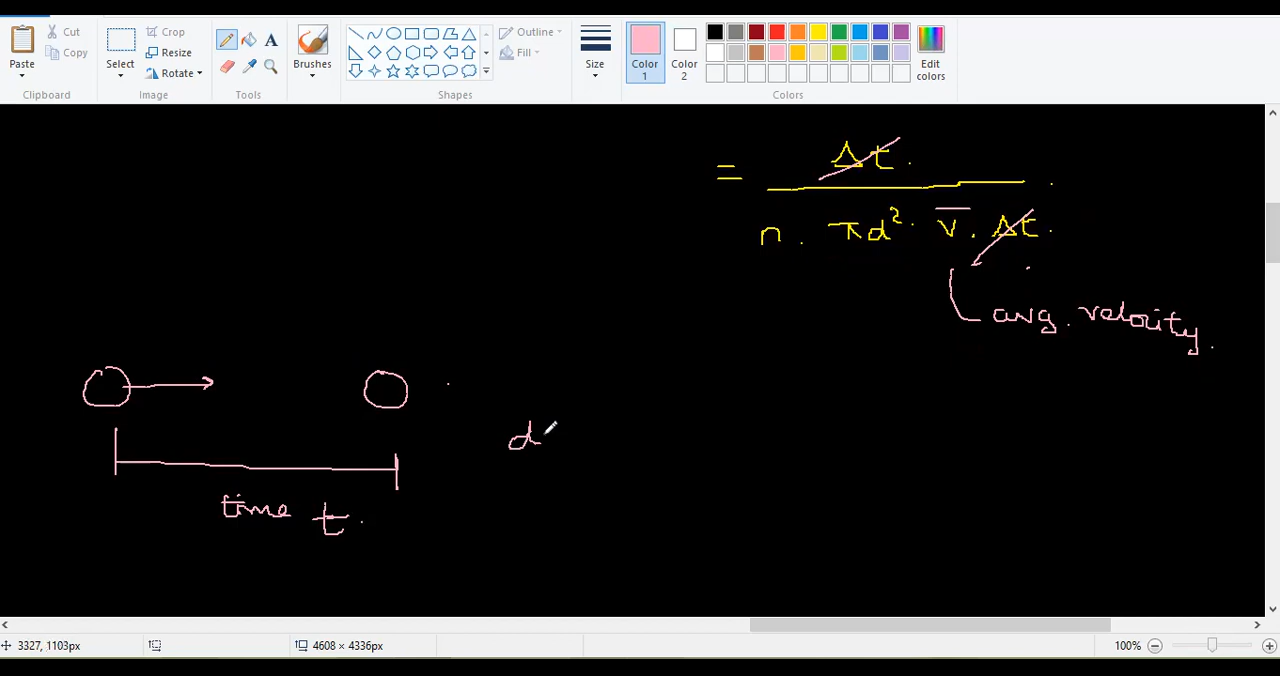 Paste
Cut
Copy
Clipboard
Select
Crop
Resize
Rotate
Image
A
Tools
Brushes
Outline
Fill
Shapes
Size
Color 1
Color 2
Edit colors
Colors
= Δt.
n . πd² . v̅ . Δt.
avg. velocity.
time t.
d
3327, 1103px
4608 × 4336px
100%